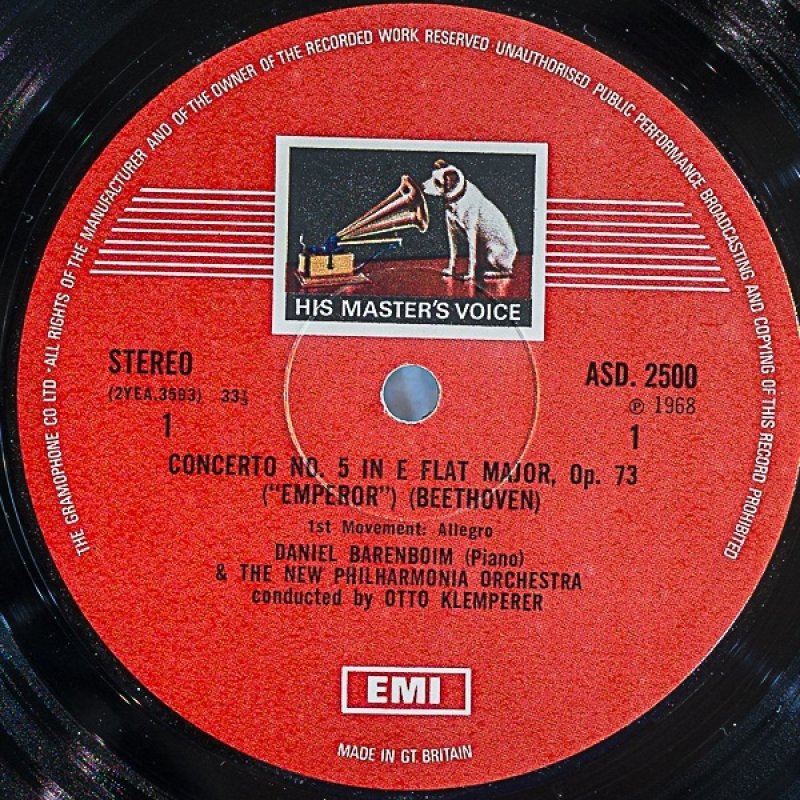 THE GRAMOPHONE CO LTD · ALL RIGHTS OF THE MANUFACTURER AND OF THE OWNER OF THE RECORDED WORK RESERVED · UNAUTHORISED PUBLIC PERFORMANCE BROADCASTING AND COPYING OF THIS RECORD PROHIBITED
HIS MASTER'S VOICE
STEREO
ASD. 2500
(2YEA.3593) 33⅓
℗ 1968
1
1
CONCERTO NO. 5 IN E FLAT MAJOR, Op. 73
("EMPEROR") (BEETHOVEN)
1st Movement: Allegro
DANIEL BARENBOIM (Piano)
& THE NEW PHILHARMONIA ORCHESTRA
conducted by OTTO KLEMPERER
EMI
MADE IN GT. BRITAIN